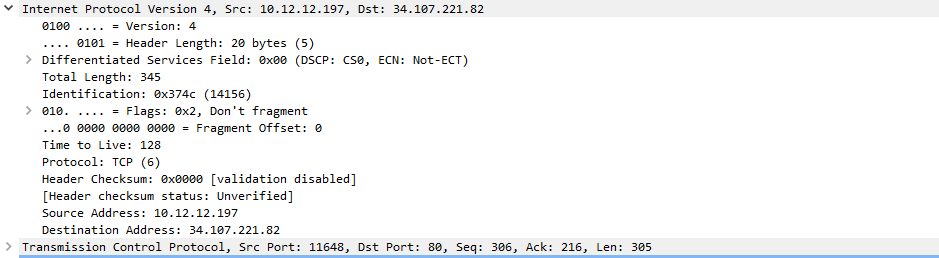 Internet Protocol Version 4, Src: 10.12.12.197, Dst: 34.107.221.82
0100 .... = Version: 4
.... 0101 = Header Length: 20 bytes (5)
Differentiated Services Field: 0x00 (DSCP: CS0, ECN: Not-ECT)
Total Length: 345
Identification: 0x374c (14156)
010. .... = Flags: 0x2, Don't fragment
...0 0000 0000 0000 = Fragment Offset: 0
Time to Live: 128
Protocol: TCP (6)
Header Checksum: 0x0000 [validation disabled]
[Header checksum status: Unverified]
Source Address: 10.12.12.197
Destination Address: 34.107.221.82
Transmission Control Protocol, Src Port: 11648, Dst Port: 80, Seq: 306, Ack: 216, Len: 305